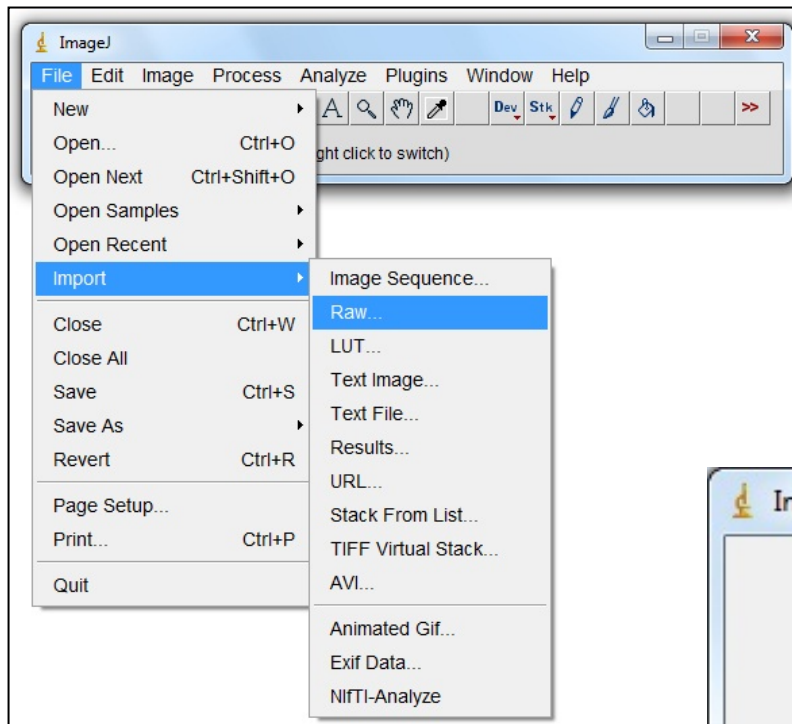 ImageJ
File Edit Image Process Analyze Plugins Window Help
A Dev Stk >>
ght click to switch)
New
Open... Ctrl+O
Open Next Ctrl+Shift+O
Open Samples
Open Recent
Import
Close Ctrl+W
Close All
Save Ctrl+S
Save As
Revert Ctrl+R
Page Setup...
Print... Ctrl+P
Quit
Image Sequence...
Raw...
LUT...
Text Image...
Text File...
Results...
URL...
Stack From List...
TIFF Virtual Stack...
AVI...
Animated Gif...
Exif Data...
NIfTI-Analyze